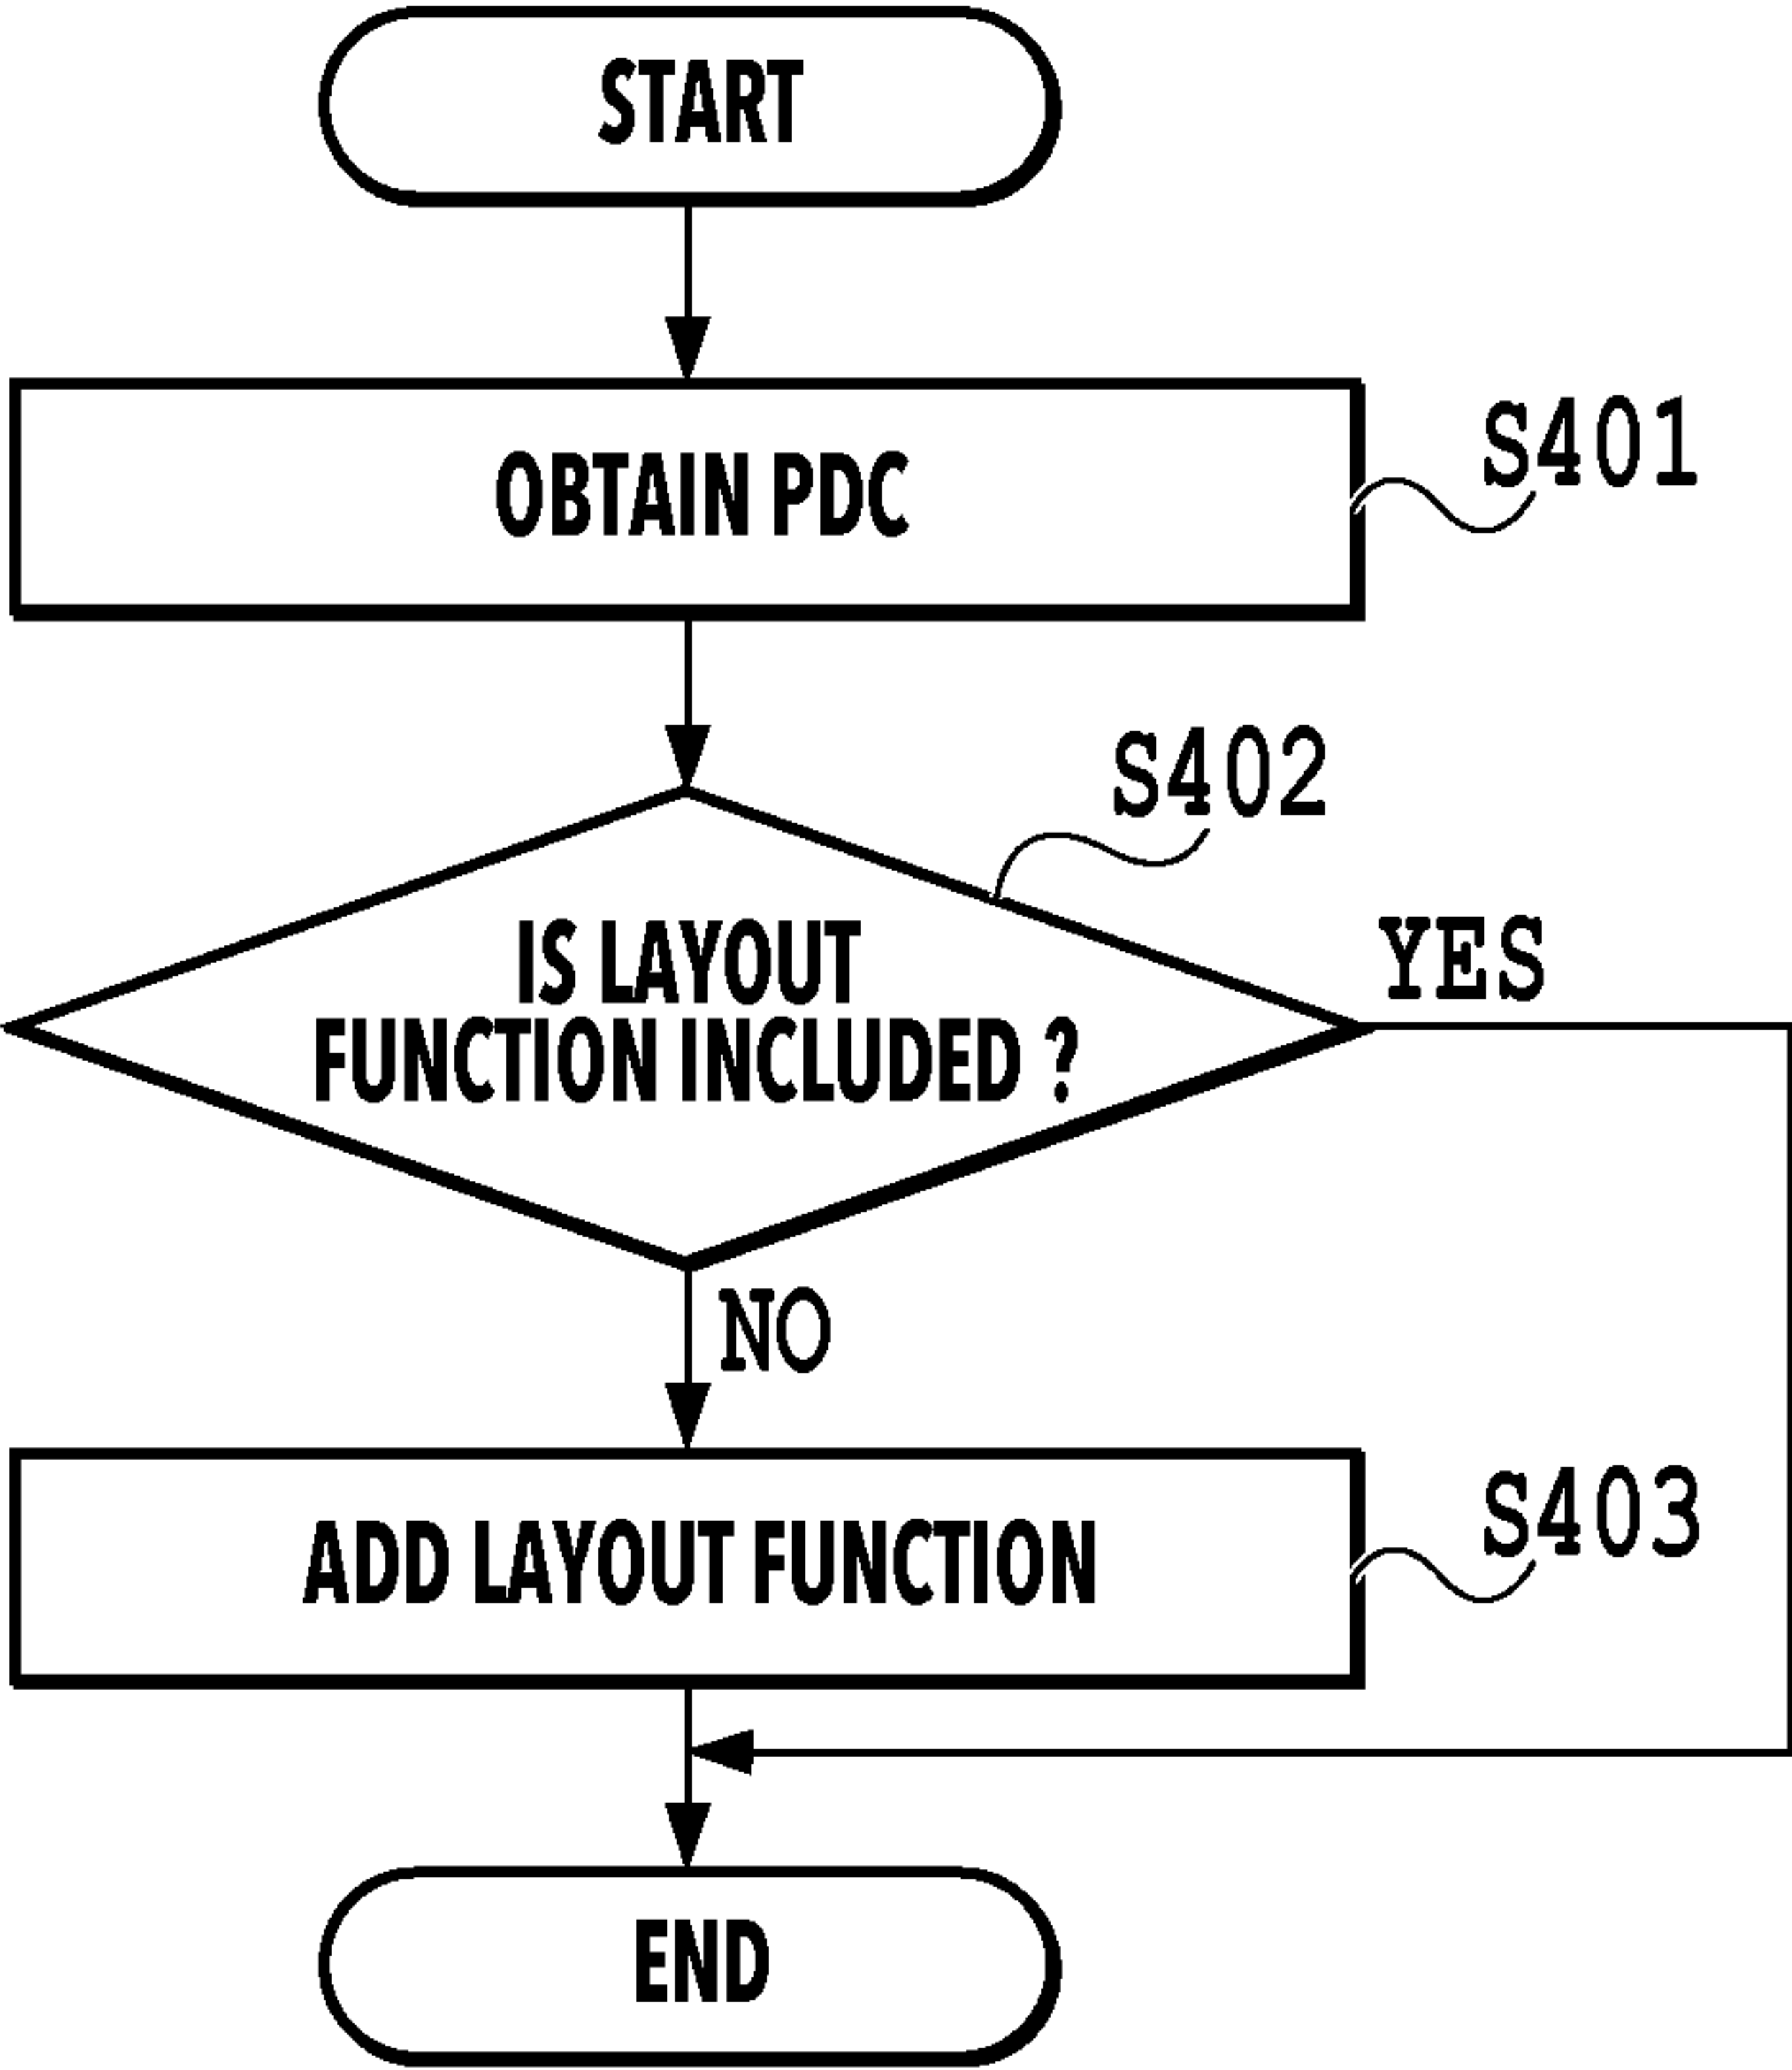 START
OBTAIN PDC
S401
S402
IS LAYOUT
FUNCTION INCLUDED ?
YES
NO
ADD LAYOUT FUNCTION
S403
END